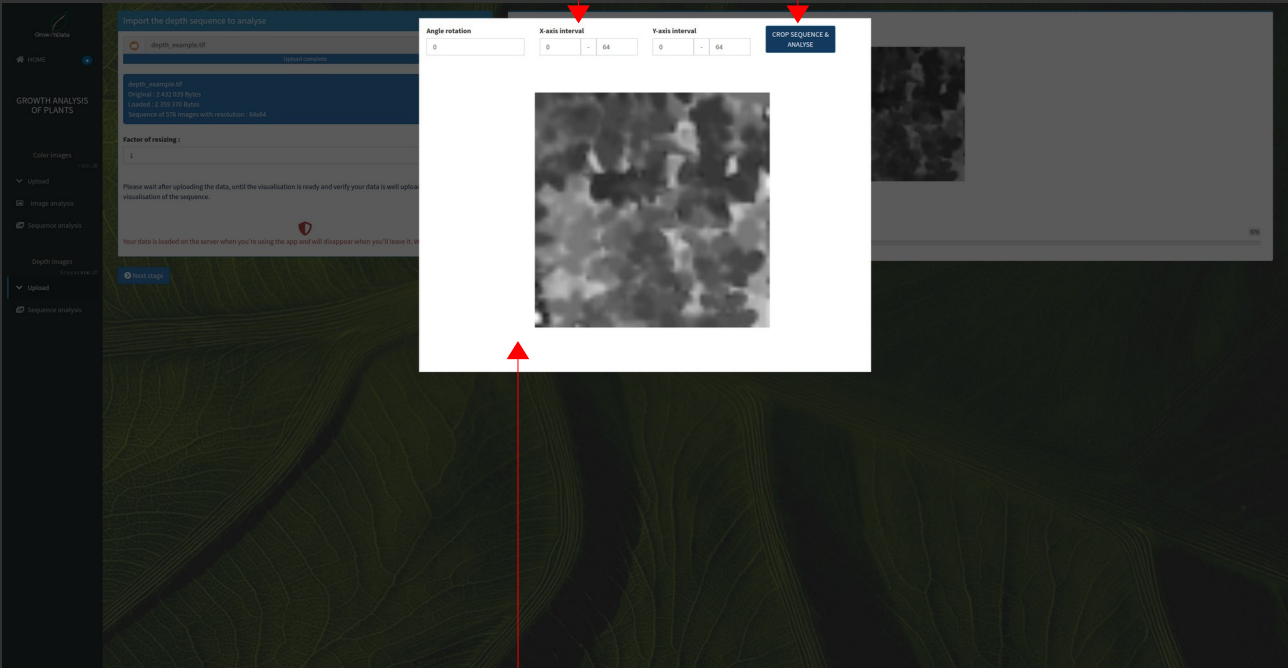 Grow'nData
HOME
GROWTH ANALYSIS
OF PLANTS
Color images
Upload
Image analysis
Sequence analysis
Depth images
Upload
Sequence analysis
Import the depth sequence to analyse
depth_example.tif
Upload complete
depth_example.tif
Original : 2 432 039 Bytes
Loaded : 2 359 370 Bytes
Sequence of 576 images with resolution : 64x64
Factor of resizing :
1
Please wait after uploading the data, until the visualisation is ready and verify your data is well
visualisation of the sequence.
Your data is loaded on the server when you're using the app and will disappear when you'll leave it. W
Next stage
Angle rotation
0
X-axis interval
0 - 64
Y-axis interval
0 - 64
CROP SEQUENCE &
ANALYSE
576